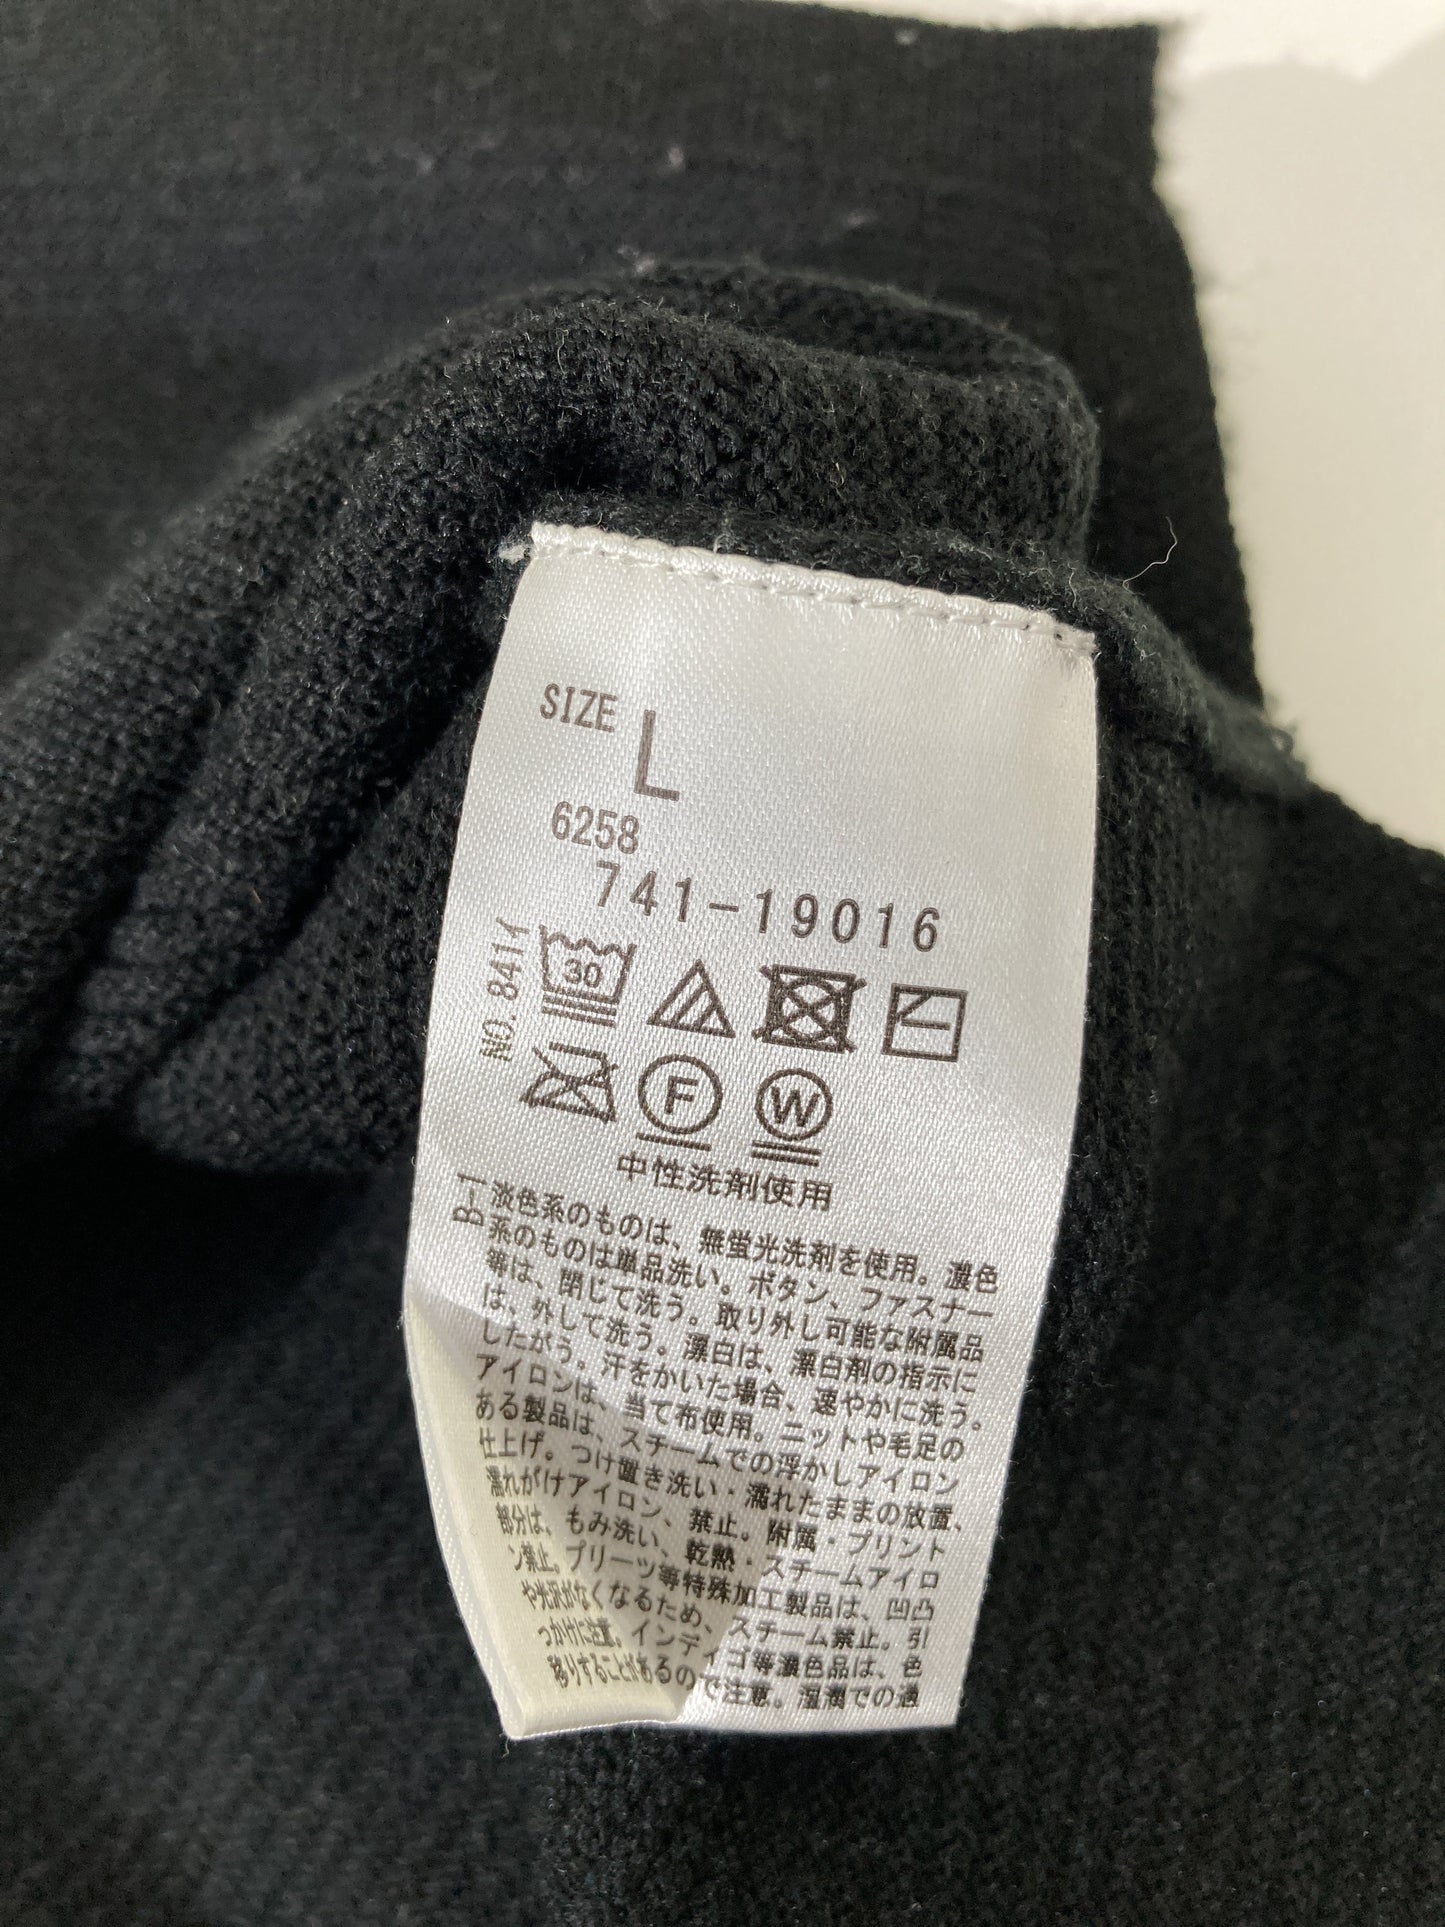 SIZE L
6258
741-19016
NO. 841イ
30
F W
中性洗剤使用
B-1
淡色系のものは、無蛍光洗剤を使用。濃色
系のものは単品洗い。ボタン、ファスナー
等は、閉じて洗う。取り外し可能な附属品
は、外して洗う。漂白は、漂白剤の指示に
したがう。汗をかいた場合、速やかに洗う。
アイロンは、当て布使用。ニットや毛足の
ある製品は、スチームでの浮かしアイロン
仕上げ。つけ置き洗い・濡れたままの放置、
濡れがけアイロン、禁止。附属・プリント
部分は、もみ洗い、乾熱・スチームアイロ
ン禁止。プリーツ等特殊加工製品は、凹凸
や光沢がなくなるため、スチーム禁止。引
っかけに注意。インディゴ等濃色品は、色
移りすることがあるので注意。湿潤での過